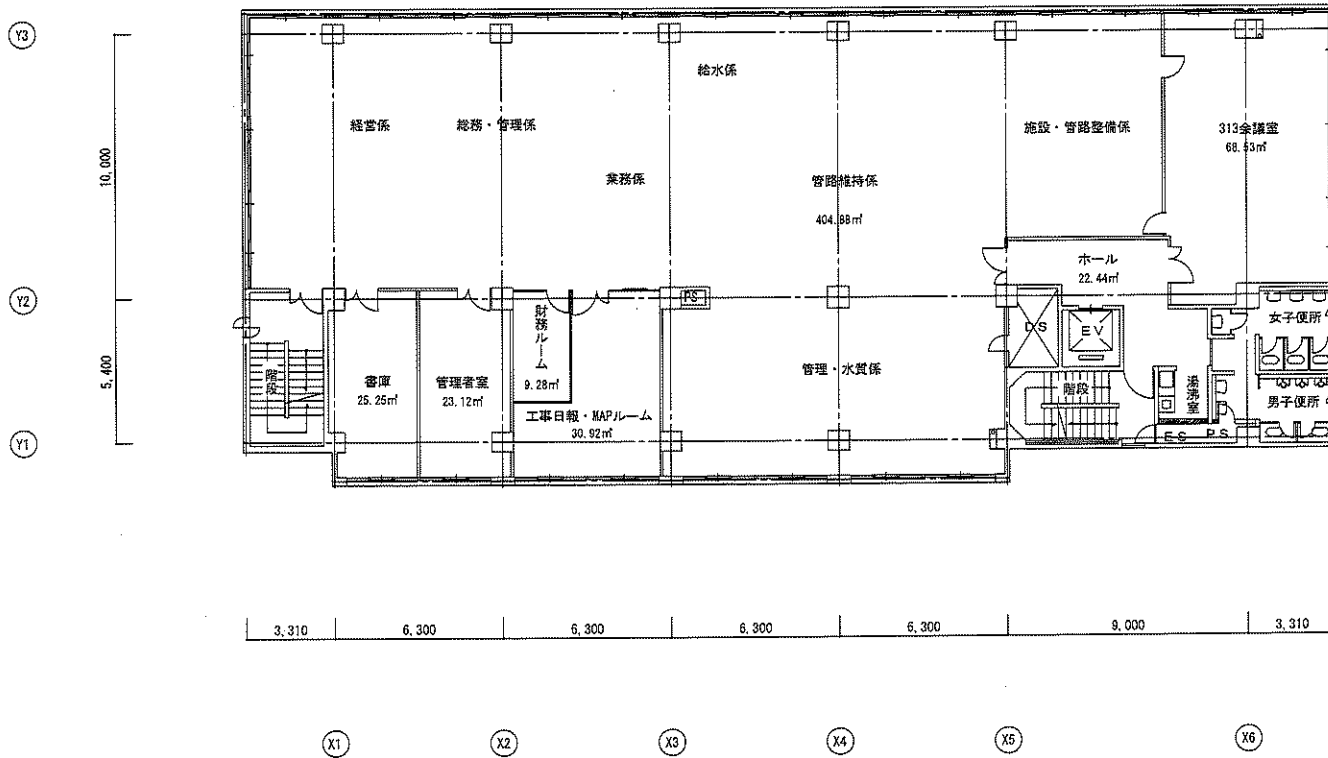 Y3
給水係
経営係
総務・管理係
施設・管路整備係
313会議室
68.53㎡
10,000
業務係
管路維持係
404.88㎡
ホール
22.44㎡
Y2
PS
DS
EV
女子便所
財務ルーム
9.28㎡
5,400
階段
書庫
25.25㎡
管理者室
23.12㎡
管理・水質係
階段
湯沸室
男子便所
工事日報・MAPルーム
30.92㎡
Y1
ES
PS
3,310
6,300
6,300
6,300
6,300
9,000
3,310
X1
X2
X3
X4
X5
X6